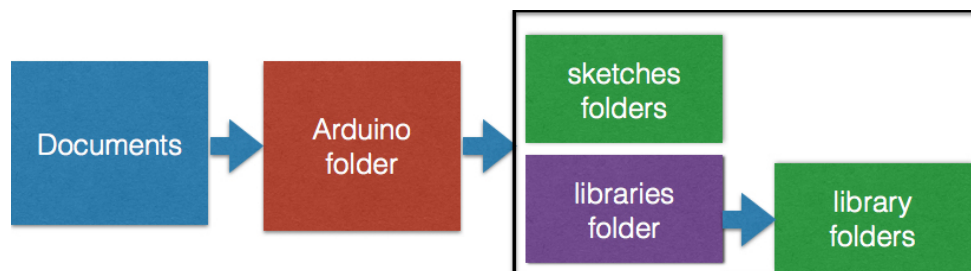 Documents
Arduino
folder
sketches
folders
libraries
folder
library
folders